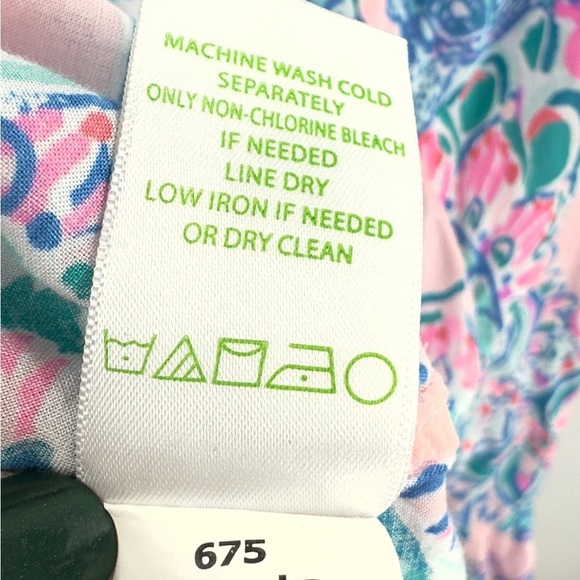 MACHINE WASH COLD
SEPARATELY
ONLY NON-CHLORINE BLEACH
IF NEEDED
LINE DRY
LOW IRON IF NEEDED
OR DRY CLEAN
675